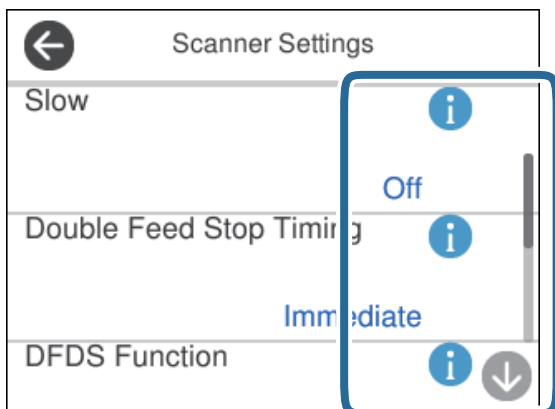 Scanner Settings
Slow
i
Off
Double Feed Stop Timing
i
Immediate
DFDS Function
i